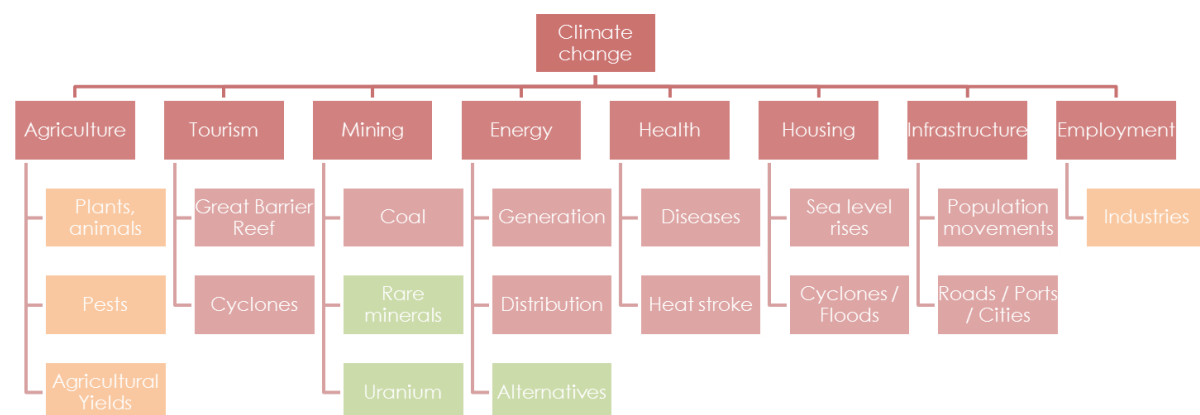 Climate
change
Agriculture
Tourism
Mining
Energy
Health
Housing
Infrastructure
Employment
Plants,
animals
Great Barrier
Reef
Coal
Generation
Diseases
Sea level
rises
Population
movements
Industries
Pests
Cyclones
Rare
minerals
Distribution
Heat stroke
Cyclones /
Floods
Roads / Ports
/ Cities
Agricultural
Yields
Uranium
Alternatives